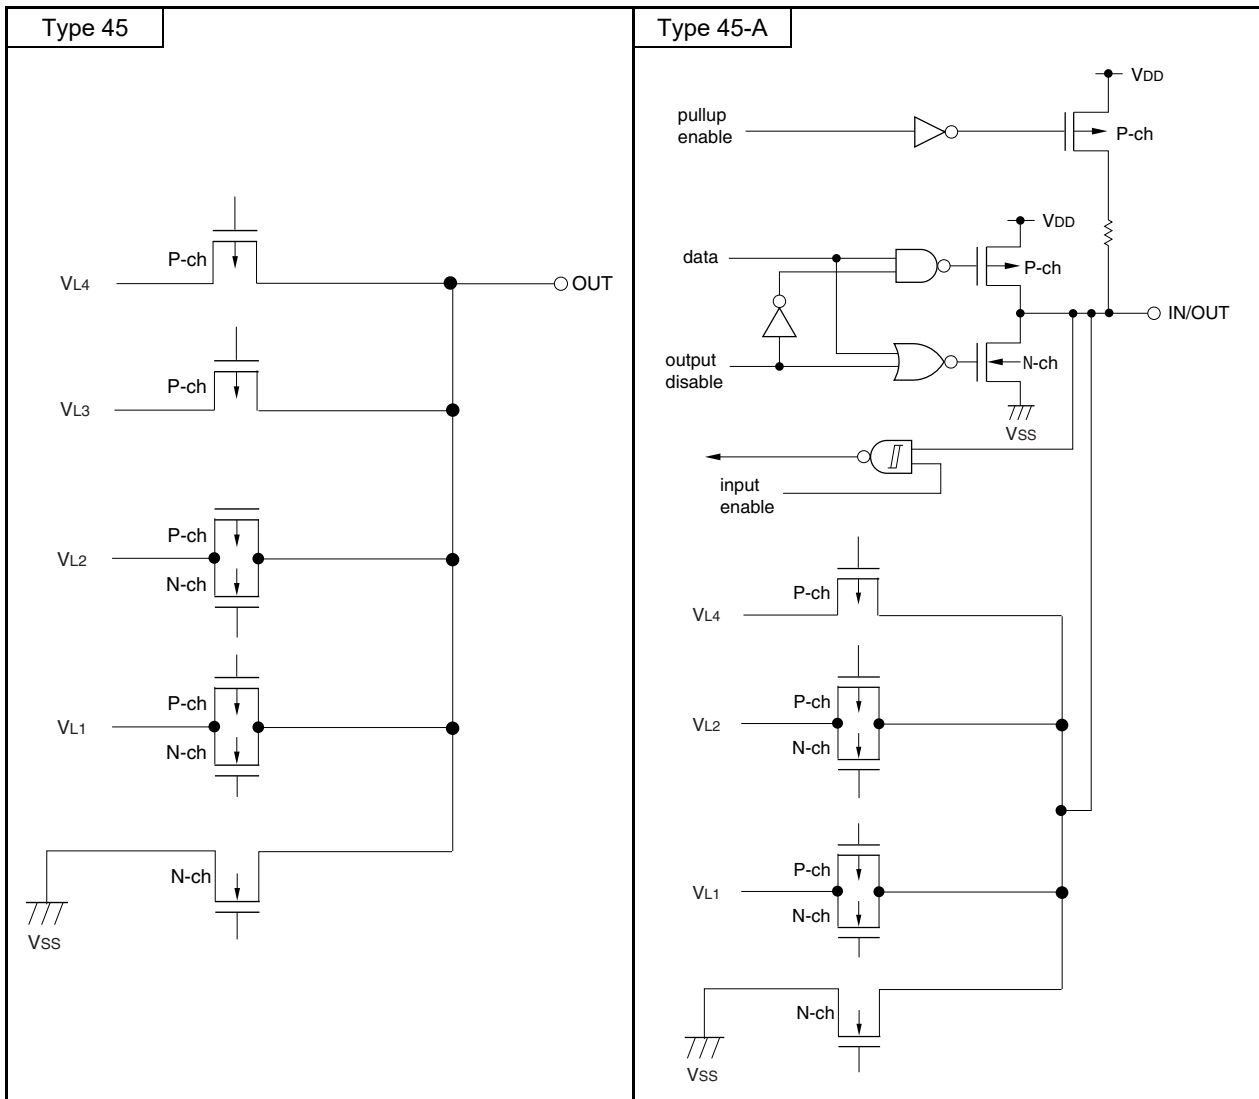 Type 45
P-ch
VL4
OUT
P-ch
VL3
P-ch
VL2
N-ch
P-ch
VL1
N-ch
N-ch
VSS
Type 45-A
VDD
pullup
enable
P-ch
VDD
data
P-ch
IN/OUT
output
disable
N-ch
VSS
input
enable
P-ch
VL4
P-ch
VL2
N-ch
P-ch
VL1
N-ch
N-ch
VSS